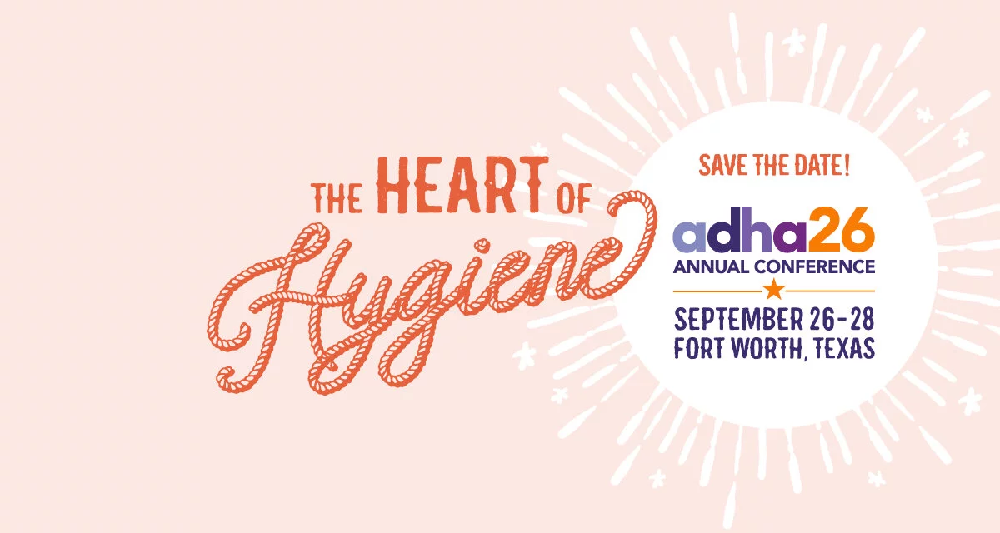 THE HEART OF
Hygiene
SAVE THE DATE!
adha26
ANNUAL CONFERENCE
SEPTEMBER 26-28
FORT WORTH, TEXAS